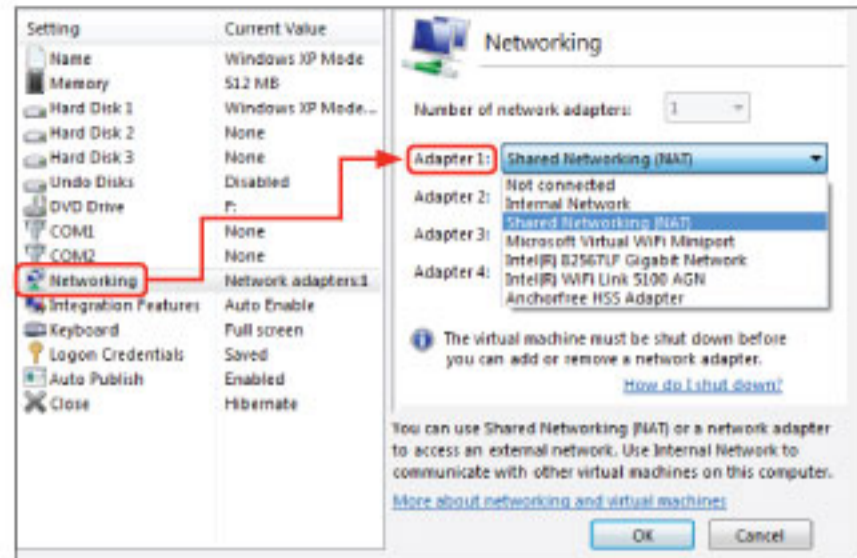 Setting Current Value
Name Windows XP Mode
Memory 512 MB
Hard Disk 1 Windows XP Mode...
Hard Disk 2 None
Hard Disk 3 None
Undo Disks Disabled
DVD Drive F:
COM1 None
COM2 None
Networking Network adapters:1
Integration Features Auto Enable
Keyboard Full screen
Logon Credentials Saved
Auto Publish Enabled
Close Hibernate
Networking
Number of network adapters: 1
Adapter 1: Shared Networking (NAT)
Not connected
Adapter 2: Internal Network
Shared Networking (NAT)
Adapter 3: Microsoft Virtual WiFi Miniport
Intel(R) 82567LF Gigabit Network
Adapter 4: Intel(R) WiFi Link 5100 AGN
Anchorfree HSS Adapter
The virtual machine must be shut down before
you can add or remove a network adapter.
How do I shut down?
You can use Shared Networking (NAT) or a network adapter
to access an external network. Use Internal Network to
communicate with other virtual machines on this computer.
More about networking and virtual machines
OK Cancel